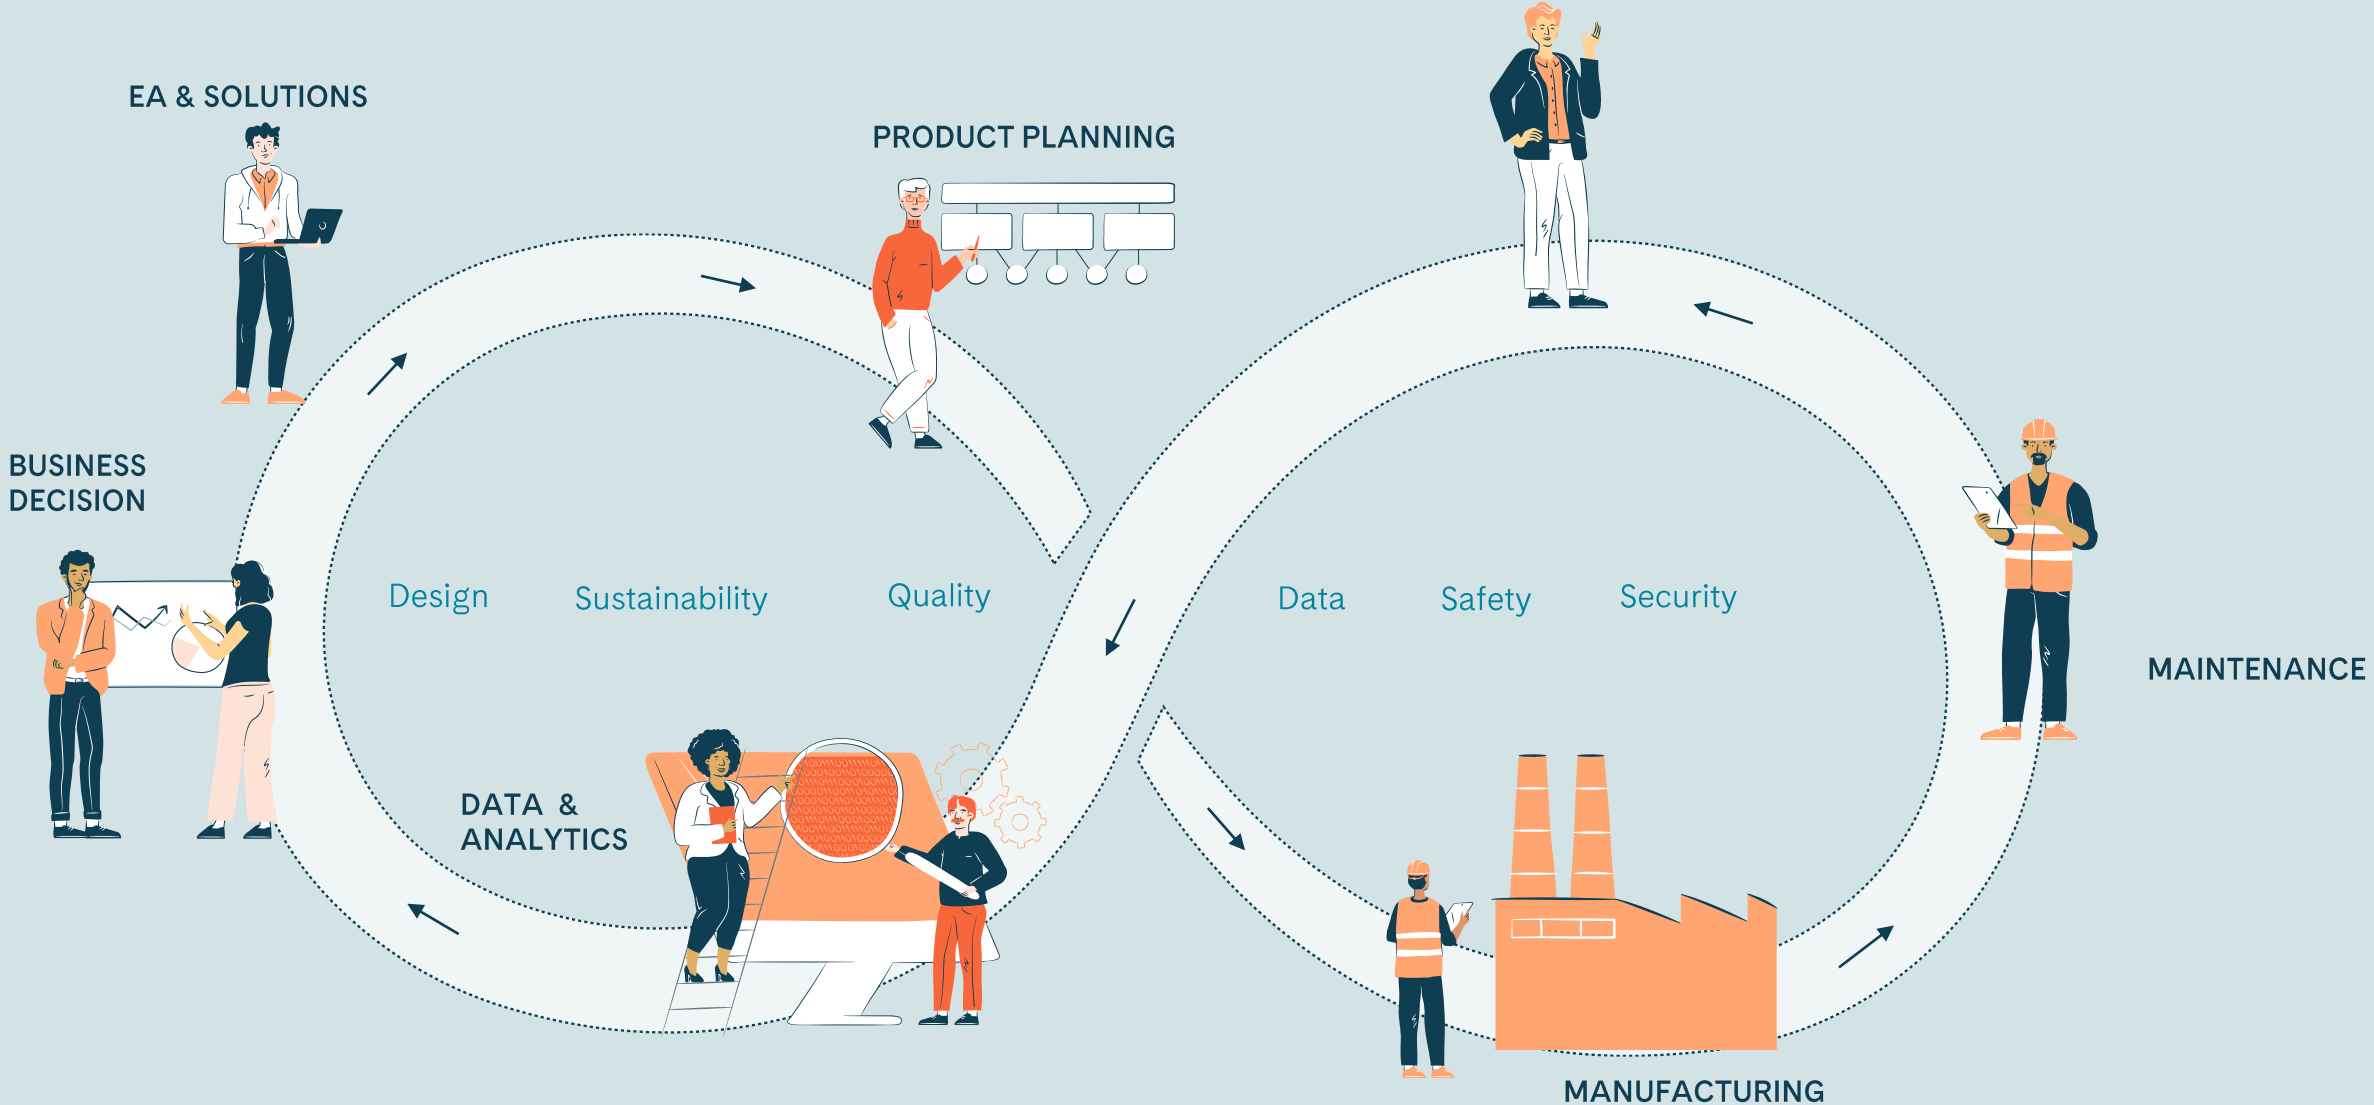 EA & SOLUTIONS
PRODUCT PLANNING
BUSINESS
DECISION
Design
Sustainability
Quality
Data
Safety
Security
MAINTENANCE
DATA &
ANALYTICS
MANUFACTURING